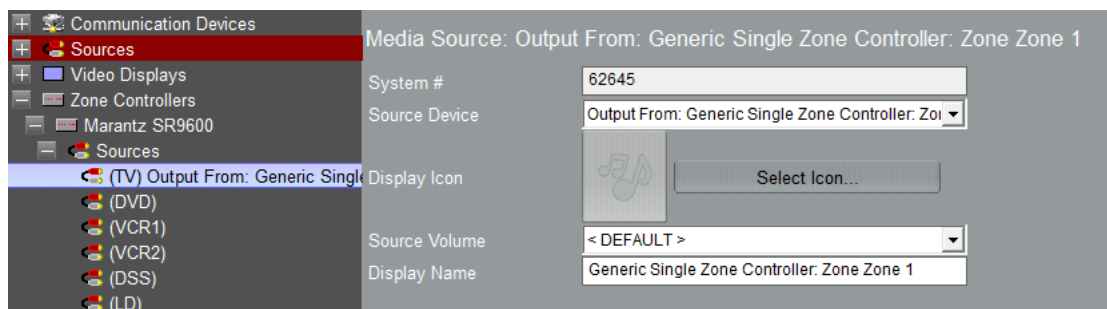 Communication Devices
Sources
Video Displays
Zone Controllers
Marantz SR9600
Sources
(TV) Output From: Generic Single
(DVD)
(VCR1)
(VCR2)
(DSS)
(LD)
Media Source: Output From: Generic Single Zone Controller: Zone Zone 1
System #
62645
Source Device
Output From: Generic Single Zone Controller: Zo
Display Icon
Select Icon...
Source Volume
< DEFAULT >
Display Name
Generic Single Zone Controller: Zone Zone 1